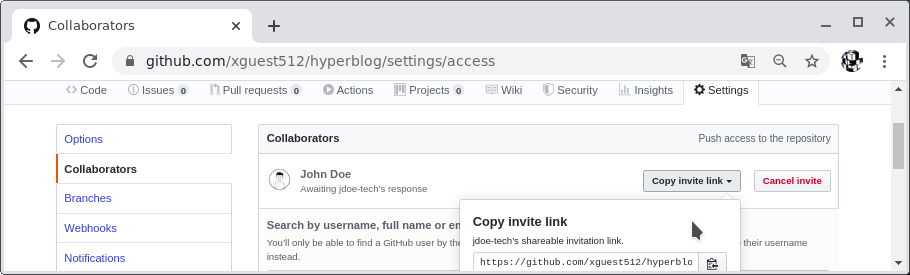 Collaborators
github.com/xguest512/hyperblog/settings/access
Code Issues 0 Pull requests 0 Actions Projects 0 Wiki Security Insights Settings
Options
Collaborators
Branches
Webhooks
Notifications
Collaborators Push access to the repository
John Doe
Awaiting jdoe-tech's response
Copy invite link Cancel invite
Search by username, full name or em
You'll only be able to find a GitHub user by the
instead.
e their username
Copy invite link
jdoe-tech's shareable invitation link.
https://github.com/xguest512/hyperblo